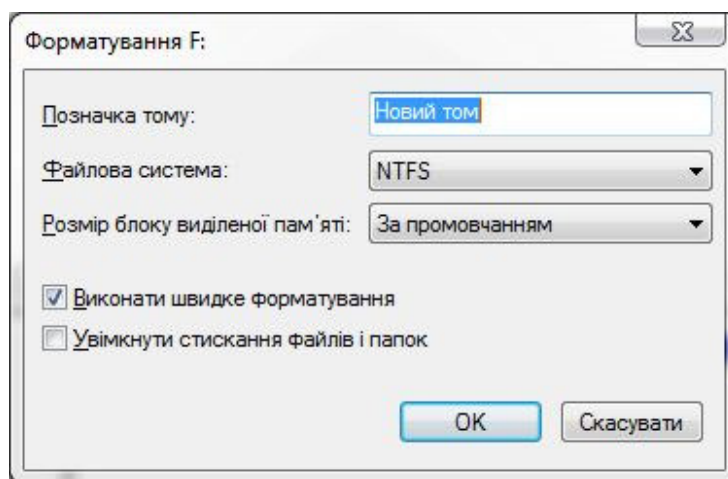 Форматування F:
Позначка тому: Новий том
Файлова система: NTFS
Розмір блоку виділеної пам'яті: За промовчанням
Виконати швидке форматування
Увімкнути стискання файлів і папок
OK Скасувати